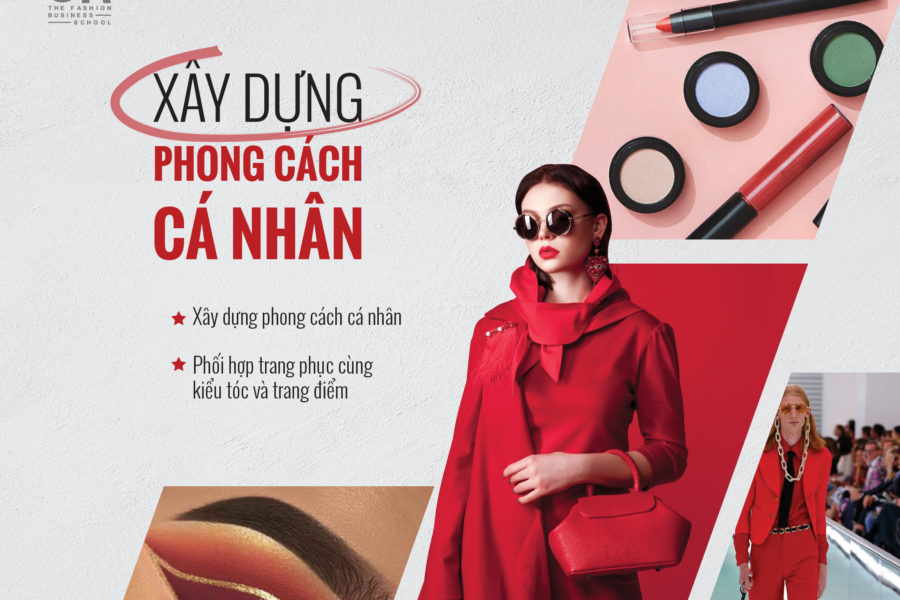 THE FASHION
BUSINESS
SCHOOL
XÂY DỰNG
PHONG CÁCH
CÁ NHÂN
Xây dựng phong cách cá nhân
Phối hợp trang phục cùng
kiểu tóc và trang điểm